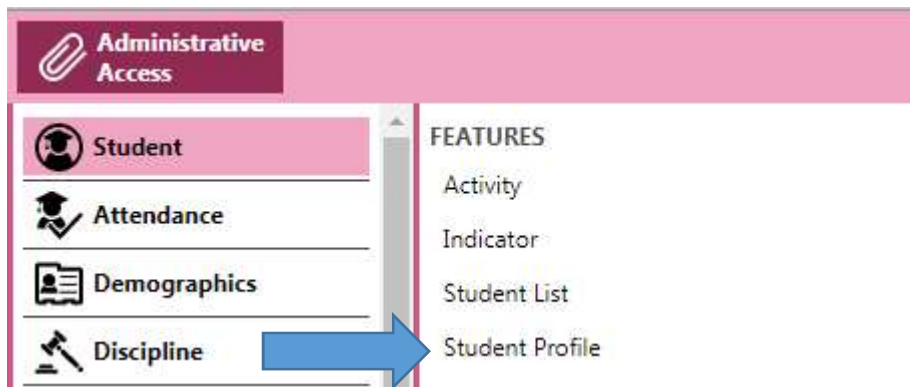 Administrative
Access
Student
Attendance
Demographics
Discipline
FEATURES
Activity
Indicator
Student List
Student Profile